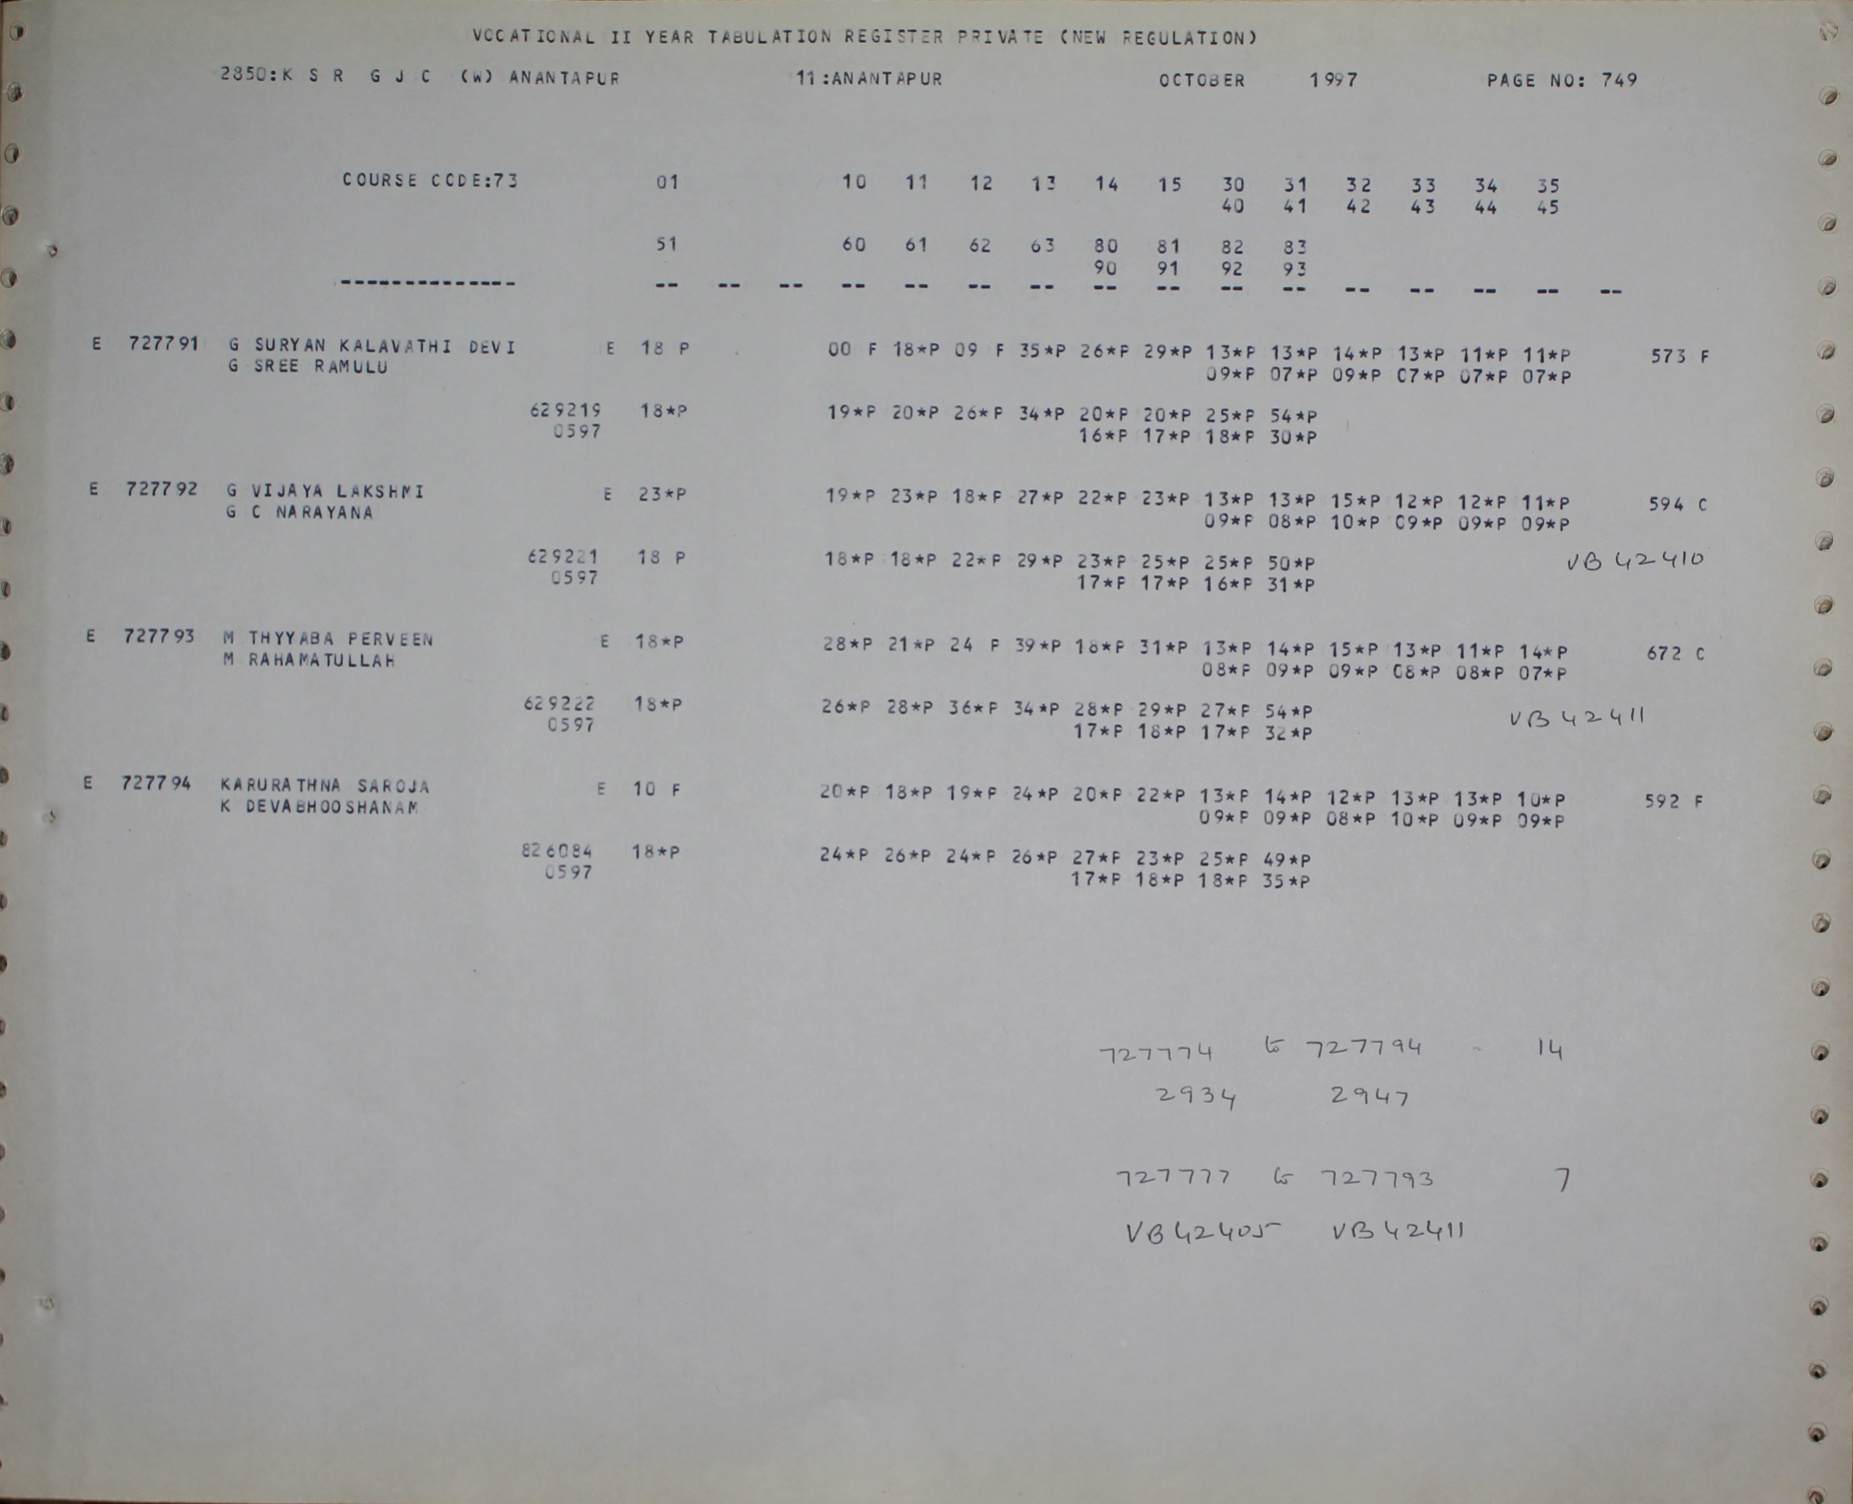 VOCATIONAL II YEAR TABULATION REGISTER PRIVATE (NEW REGULATION)
2850:K S R G J C (W) ANANTAPUR 11:ANANTAPUR OCTOBER 1997 PAGE NO: 749
COURSE CODE:73 01 10 11 12 13 14 15 30 31 32 33 34 35
40 41 42 43 44 45
51 60 61 62 63 80 81 82 83
90 91 92 93
-------------- -- -- -- -- -- -- -- -- -- -- -- -- -- -- -- --
E 727791 G SURYAN KALAVATHI DEVI E 18 P 00 F 18*P 09 F 35*P 26*P 29*P 13*P 13*P 14*P 13*P 11*P 11*P 573 F
G SREE RAMULU 09*P 07*P 09*P 07*P 07*P 07*P
629219 18*P 19*P 20*P 26*P 34*P 20*P 20*P 25*P 54*P
0597 16*P 17*P 18*P 30*P
E 727792 G VIJAYA LAKSHMI E 23*P 19*P 23*P 18*P 27*P 22*P 23*P 13*P 13*P 15*P 12*P 12*P 11*P 594 C
G C NARAYANA 09*P 08*P 10*P 09*P 09*P 09*P
629221 18 P 18*P 18*P 22*P 29*P 23*P 25*P 25*P 50*P VB 42410
0597 17*P 17*P 16*P 31*P
E 727793 M THYYABA PERVEEN E 18*P 28*P 21*P 24 P 39*P 18*P 31*P 13*P 14*P 15*P 13*P 11*P 14*P 672 C
M RAHAMATULLAH 08*P 09*P 09*P 08*P 08*P 07*P
629222 18*P 26*P 28*P 36*P 34*P 28*P 29*P 27*P 54*P VB 42411
0597 17*P 18*P 17*P 32*P
E 727794 KARURATHNA SAROJA E 10 F 20*P 18*P 19*P 24*P 20*P 22*P 13*P 14*P 12*P 13*P 13*P 10*P 592 F
K DEVABHOOSHANAM 09*P 09*P 08*P 10*P 09*P 09*P
826084 18*P 24*P 26*P 24*P 26*P 27*P 23*P 25*P 49*P
0597 17*P 18*P 18*P 35*P
727774 to 727794 - 14
2934 2947
727777 to 727793 7
VB42405 VB42411